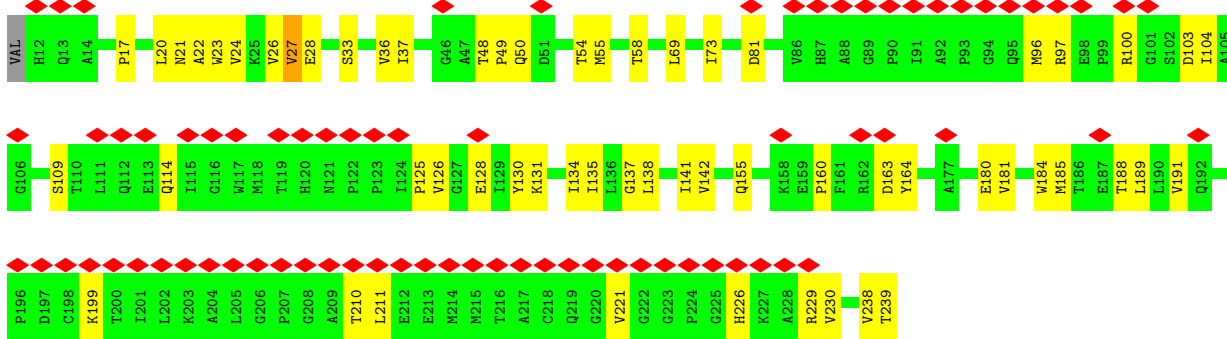 VAL H12 Q13 A14 P17 L20 N21 A22 W23 V24 K25 V26 V27 E28 S33 V36 I37 G46 A47 T48 P49 Q50 D51 T54 M55 T58 L69 I73 D81 V86 H87 A88 G89 P90 I91 A92 P93 G94 Q95 M96 R97 E98 P99 R100 G101 S102 D103 I104 A105
G106 S109 T110 L111 Q112 E113 Q114 I115 G116 W117 M118 T119 H120 N121 P122 P123 I124 P125 V126 G127 E128 I129 Y130 K131 I134 I135 L136 G137 L138 I141 V142 Q155 K158 E159 P160 F161 R162 D163 Y164 A177 E180 V181 W184 M185 T186 E187 T188 L189 L190 V191 Q192
P196 D197 C198 K199 T200 I201 L202 K203 A204 L205 G206 P207 G208 A209 T210 L211 E212 E213 M214 M215 T216 A217 C218 Q219 G220 V221 G222 G223 P224 G225 H226 K227 A228 R229 V230 V238 T239